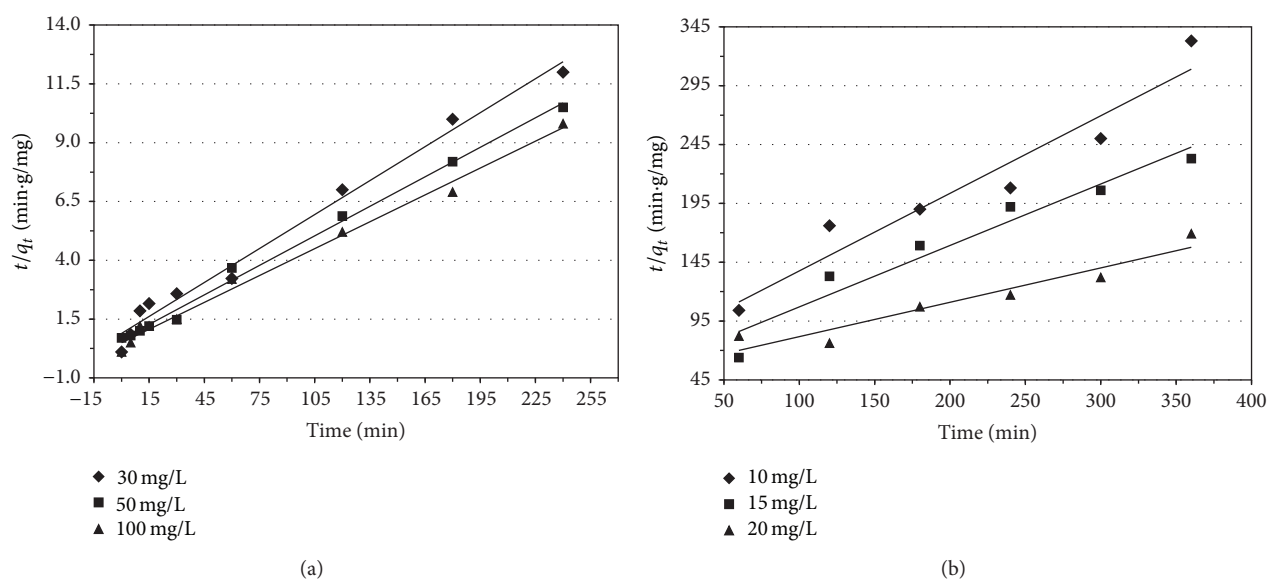 14.0
11.5
9.0
6.5
4.0
1.5
−1.0
t/qt (min·g/mg)
−15 15 45 75 105 135 165 195 225 255
Time (min)
30 mg/L
50 mg/L
100 mg/L
(a)
345
295
245
195
145
95
45
t/qt (min·g/mg)
50 100 150 200 250 300 350 400
Time (min)
10 mg/L
15 mg/L
20 mg/L
(b)